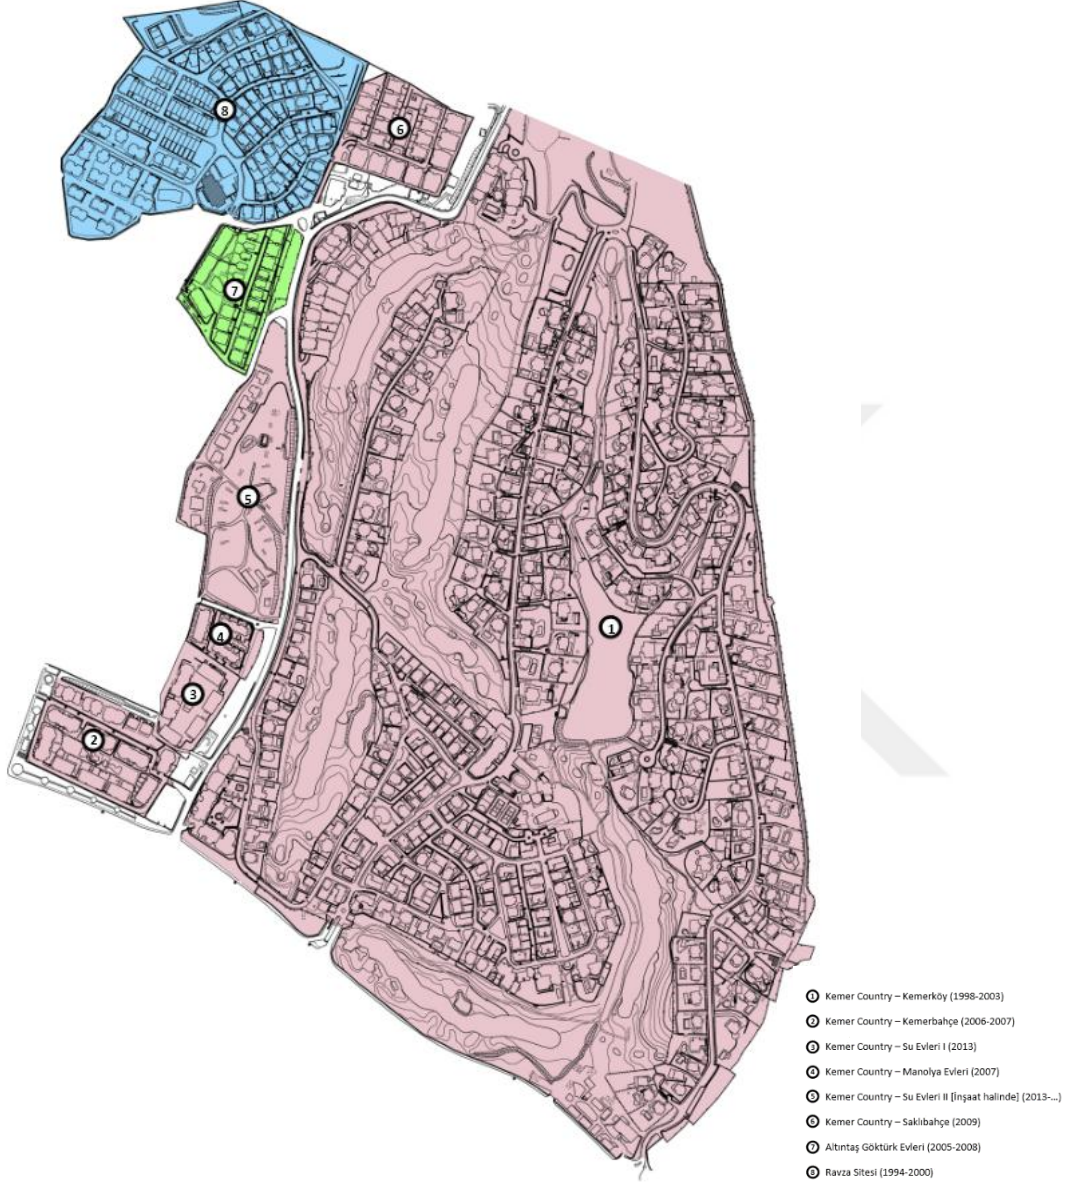 8
6
7
5
1
4
3
2
1 Kemer Country – Kemerköy (1998-2003)
2 Kemer Country – Kemerbahçe (2006-2007)
3 Kemer Country – Su Evleri I (2013)
4 Kemer Country – Manolya Evleri (2007)
5 Kemer Country – Su Evleri II [İnşaat halinde] (2013-...)
6 Kemer Country – Saklıbahçe (2009)
7 Altıntaş Göktürk Evleri (2005-2008)
8 Ravza Sitesi (1994-2000)